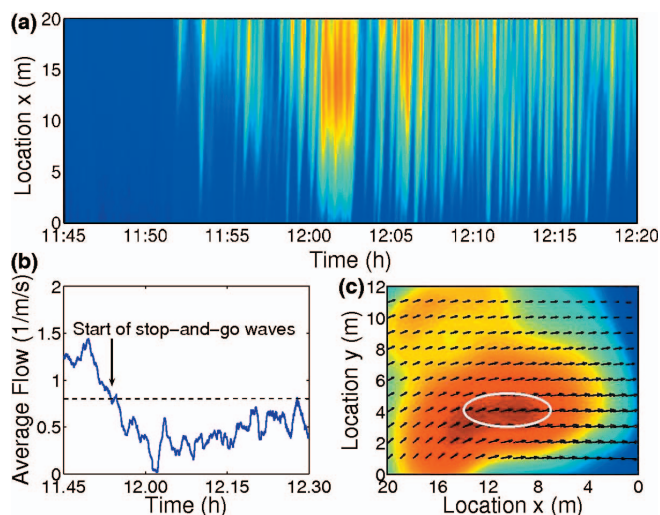 (a)
Location x (m)
20
15
10
5
0
11:45 11:50 11:55 12:00 12:05 12:10 12:15 12:20
Time (h)
(b)
Average Flow (1/m/s)
2
1.5
1
0.5
0
Start of stop-and-go waves
11.45 12.00 12.15 12.30
Time (h)
(c)
Location y (m)
12
10
8
6
4
2
0
20 16 12 8 4 0
Location x (m)